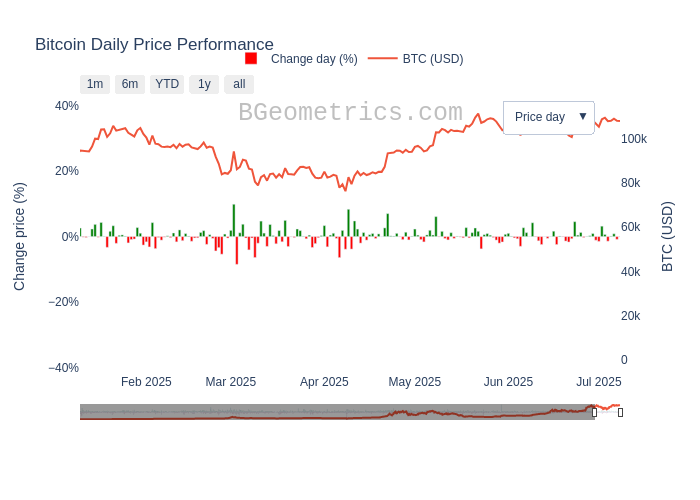 Bitcoin Daily Price Performance
Change day (%) BTC (USD)
1m 6m YTD 1y all
BGeometrics.com
Price day ▼
40%
20%
0%
−20%
−40%
Change price (%)
100k
80k
60k
40k
20k
0
BTC (USD)
Feb 2025 Mar 2025 Apr 2025 May 2025 Jun 2025 Jul 2025